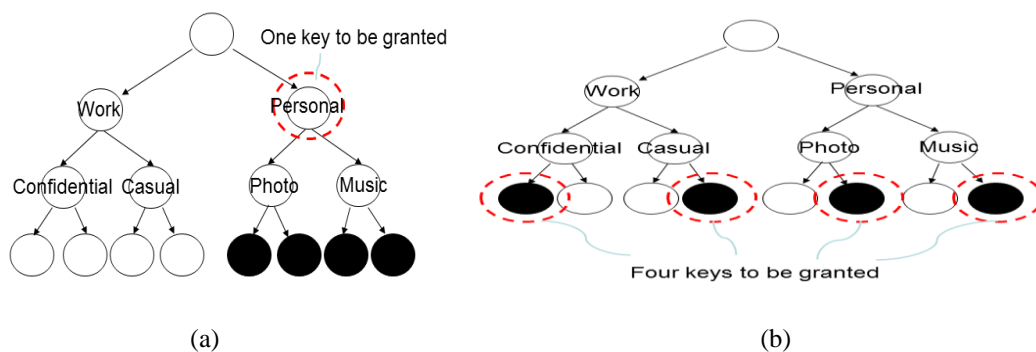 One key to be granted
Work
Personal
Confidential
Casual
Photo
Music
(a)
Work
Personal
Confidential
Casual
Photo
Music
Four keys to be granted
(b)